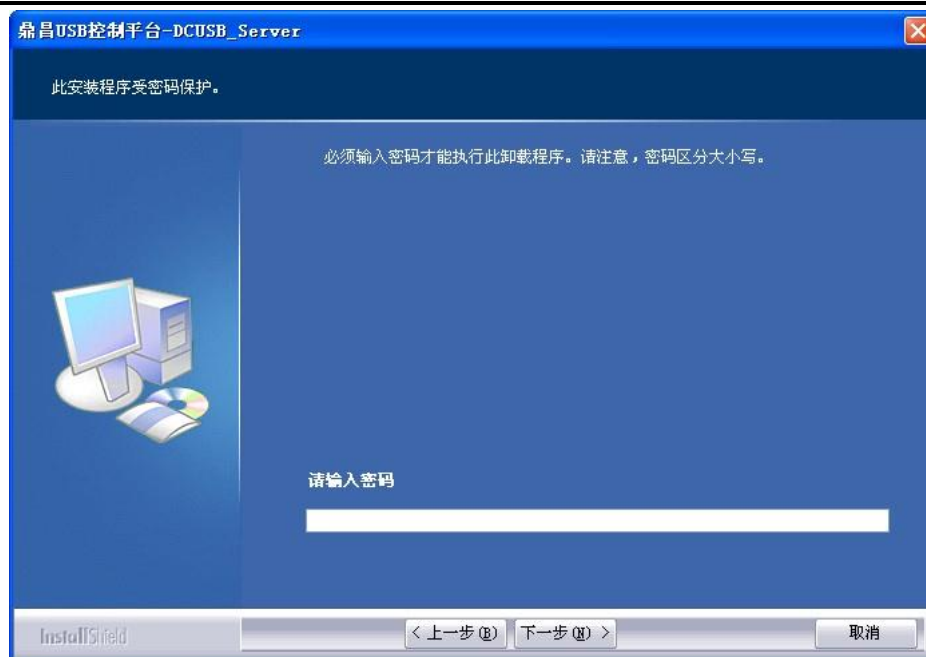 鼎昌USB控制平台-DCUSB_Server
此安装程序受密码保护。
必须输入密码才能执行此卸载程序。请注意，密码区分大小写。
请输入密码
InstallShield
< 上一步(B) 下一步(N) > 取消